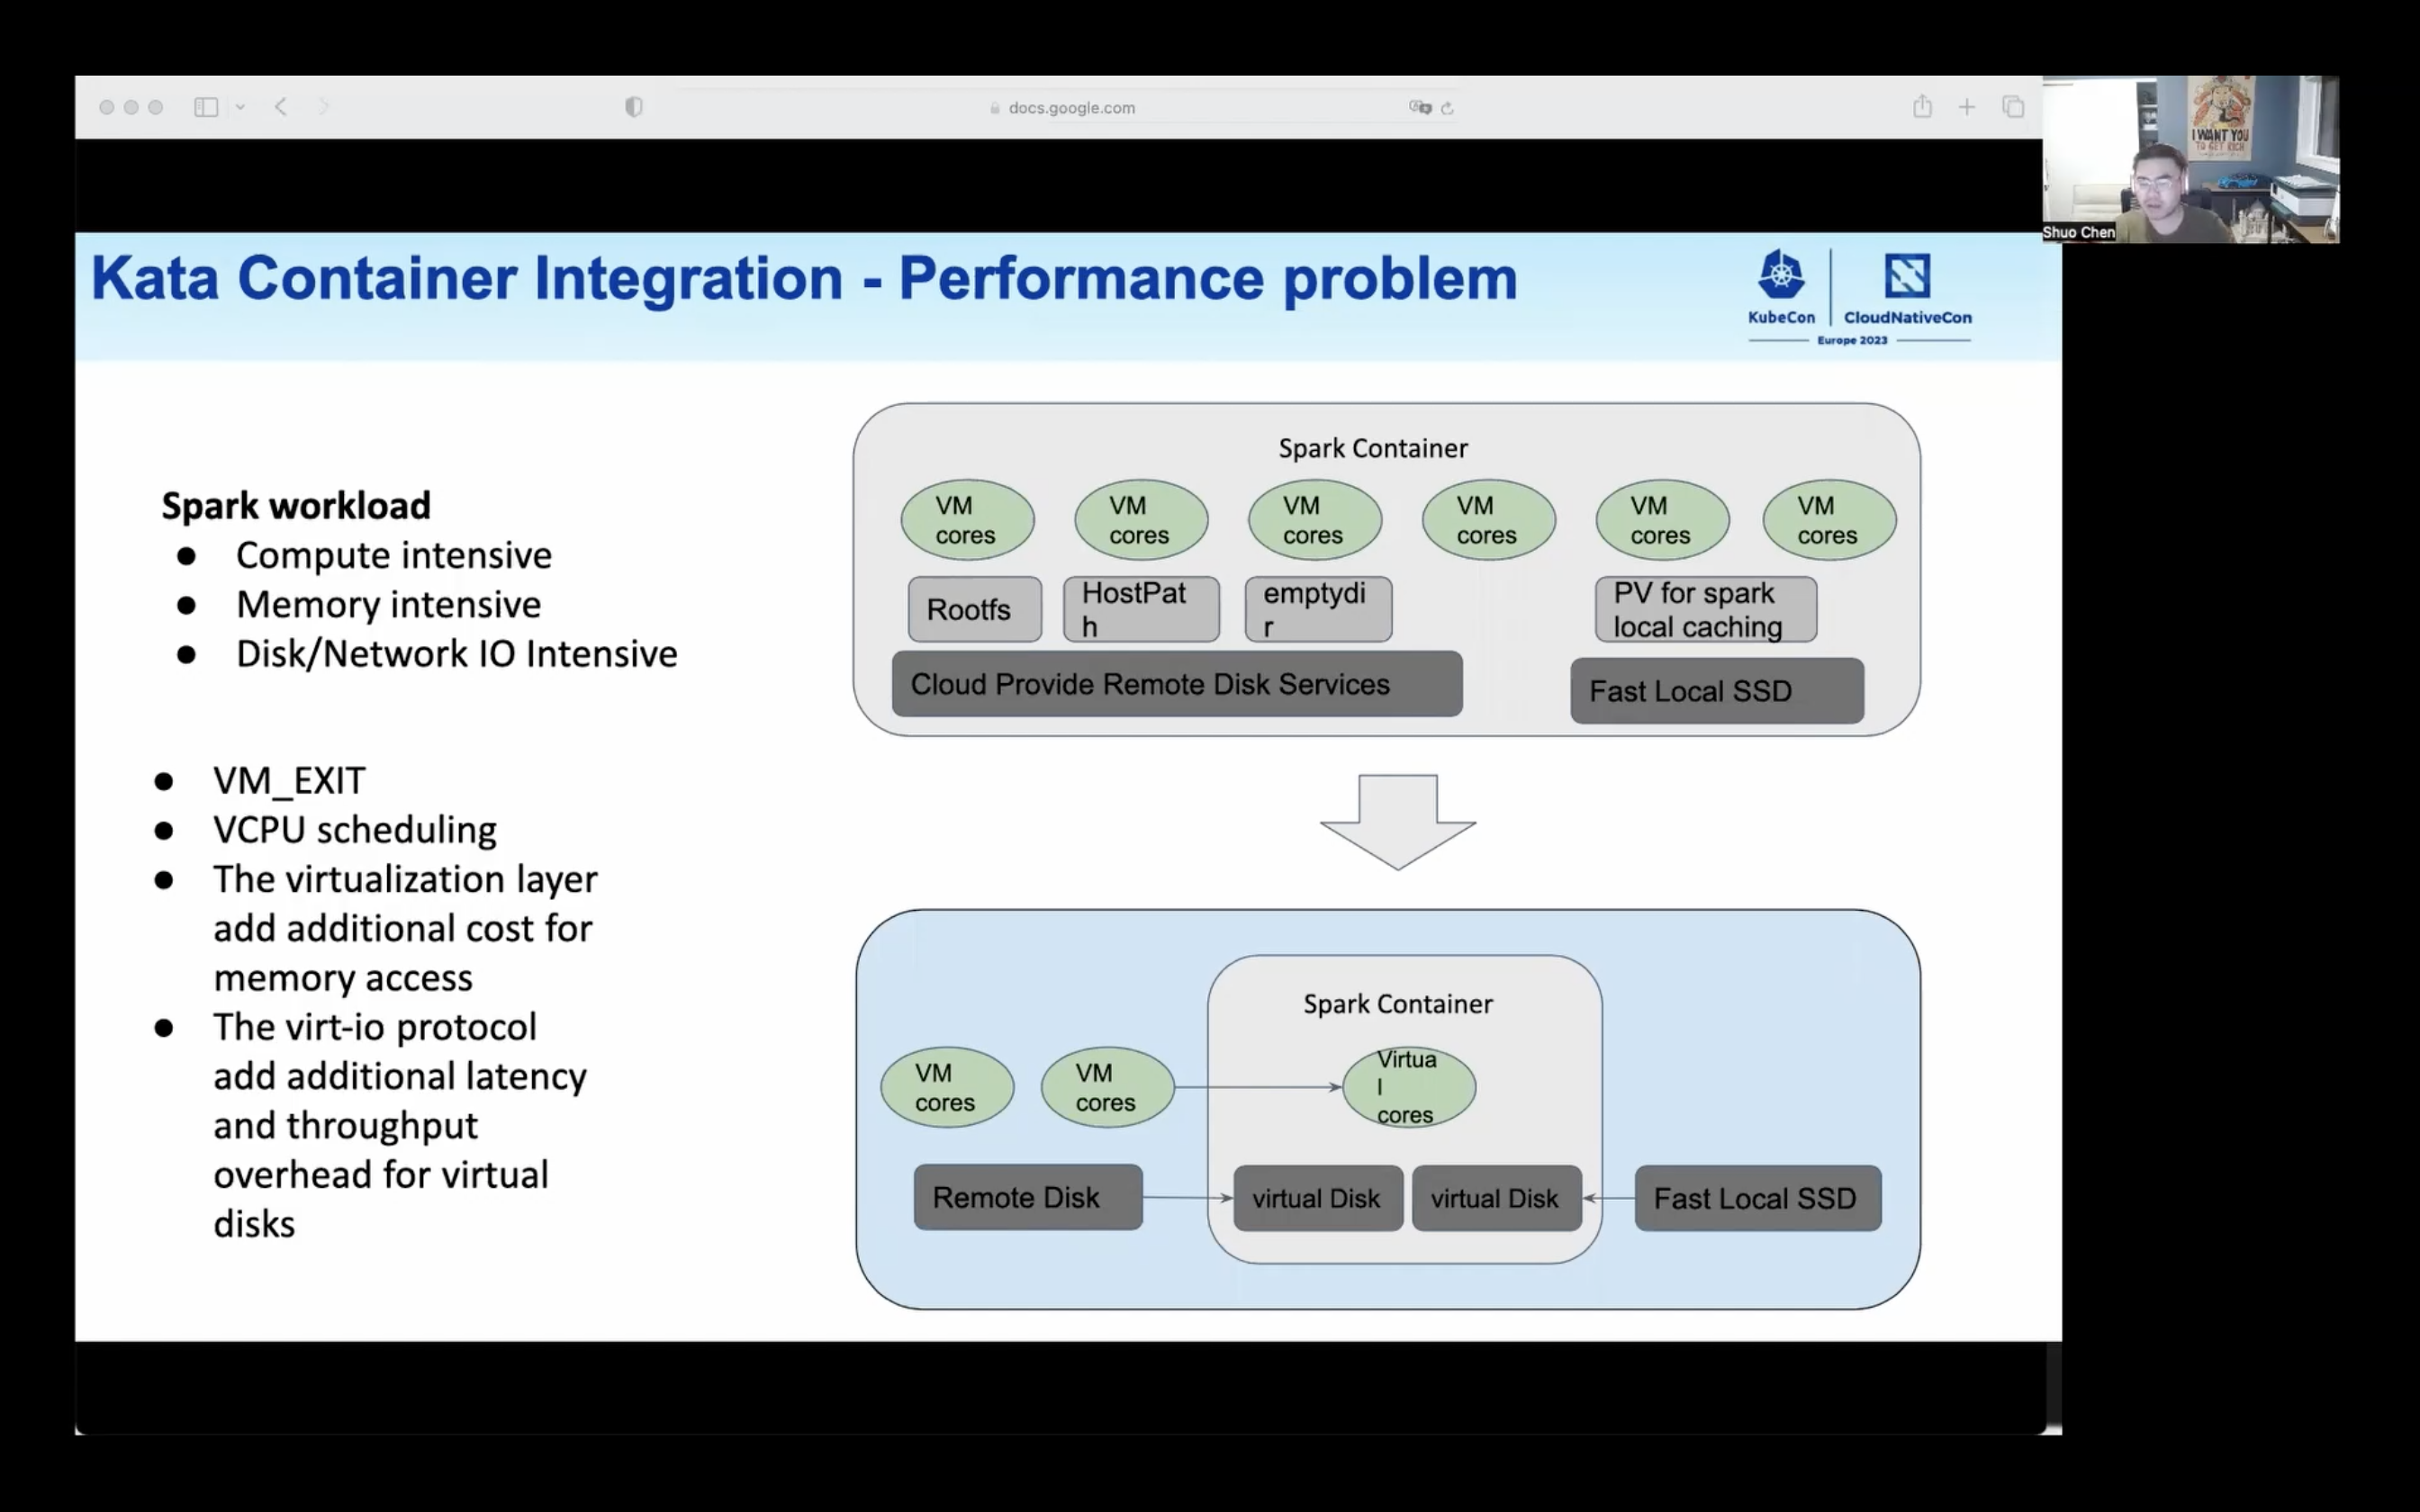 docs.google.com
I WANT YOU
TO GET RICH
Shuo Chen
Kata Container Integration - Performance problem
KubeCon
CloudNativeCon
Europe 2023
Spark workload
● Compute intensive
● Memory intensive
● Disk/Network IO Intensive
● VM_EXIT
● VCPU scheduling
● The virtualization layer
add additional cost for
memory access
● The virt-io protocol
add additional latency
and throughput
overhead for virtual
disks
Spark Container
VM
cores
VM
cores
VM
cores
VM
cores
VM
cores
VM
cores
Rootfs
HostPat
h
emptydi
r
PV for spark
local caching
Cloud Provide Remote Disk Services
Fast Local SSD
Spark Container
VM
cores
VM
cores
Virtua
l
cores
Remote Disk
virtual Disk
virtual Disk
Fast Local SSD